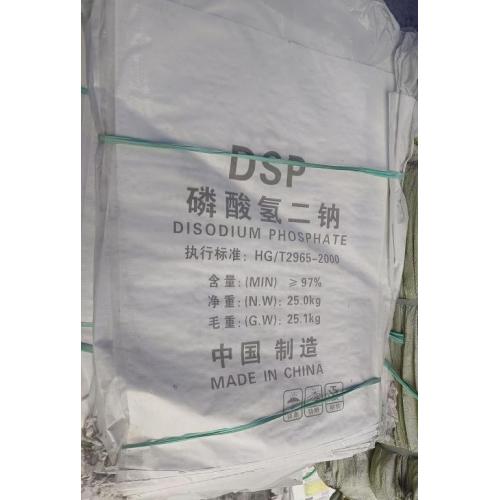 DSP
磷酸氢二钠
DISODIUM PHOSPHATE
执行标准: HG/T2965-2000
含量: (MIN) ≥97%
净重: (N.W): 25.0kg
毛重: (G.W): 25.1kg
中国 制造
MADE IN CHINA